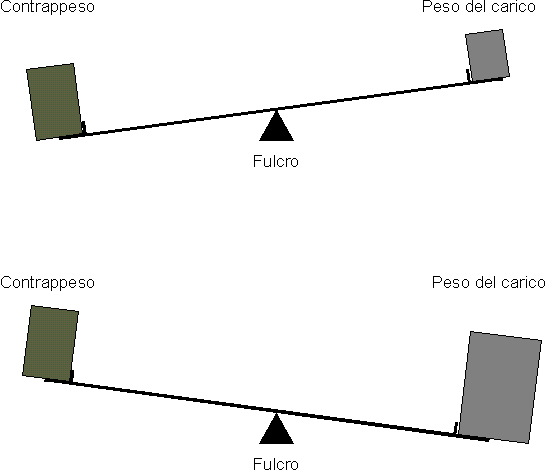 Contrappeso
Peso del carico
Fulcro
Contrappeso
Peso del carico
Fulcro